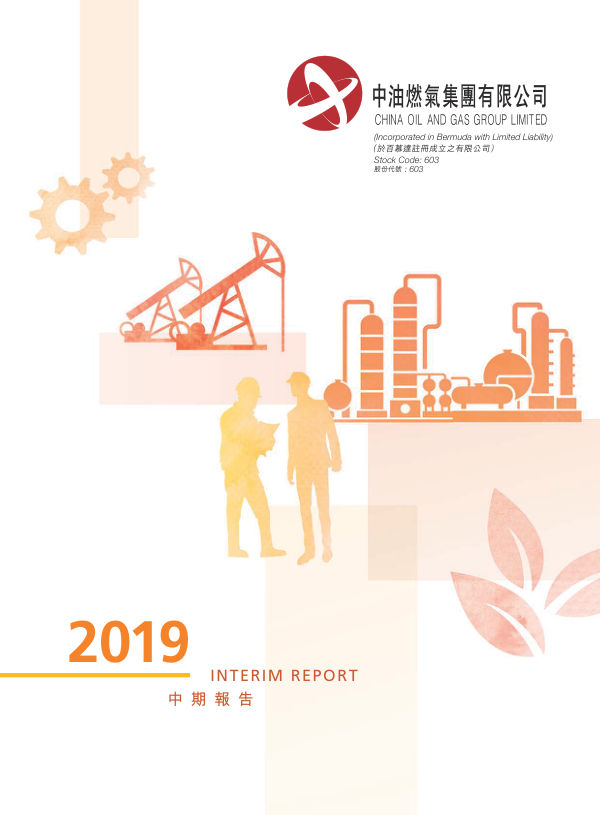 中油燃氣集團有限公司
CHINA OIL AND GAS GROUP LIMITED
(Incorporated in Bermuda with Limited Liability)
(於百慕達註冊成立之有限公司)
Stock Code: 603
股份代號：603
2019
INTERIM REPORT
中期報告